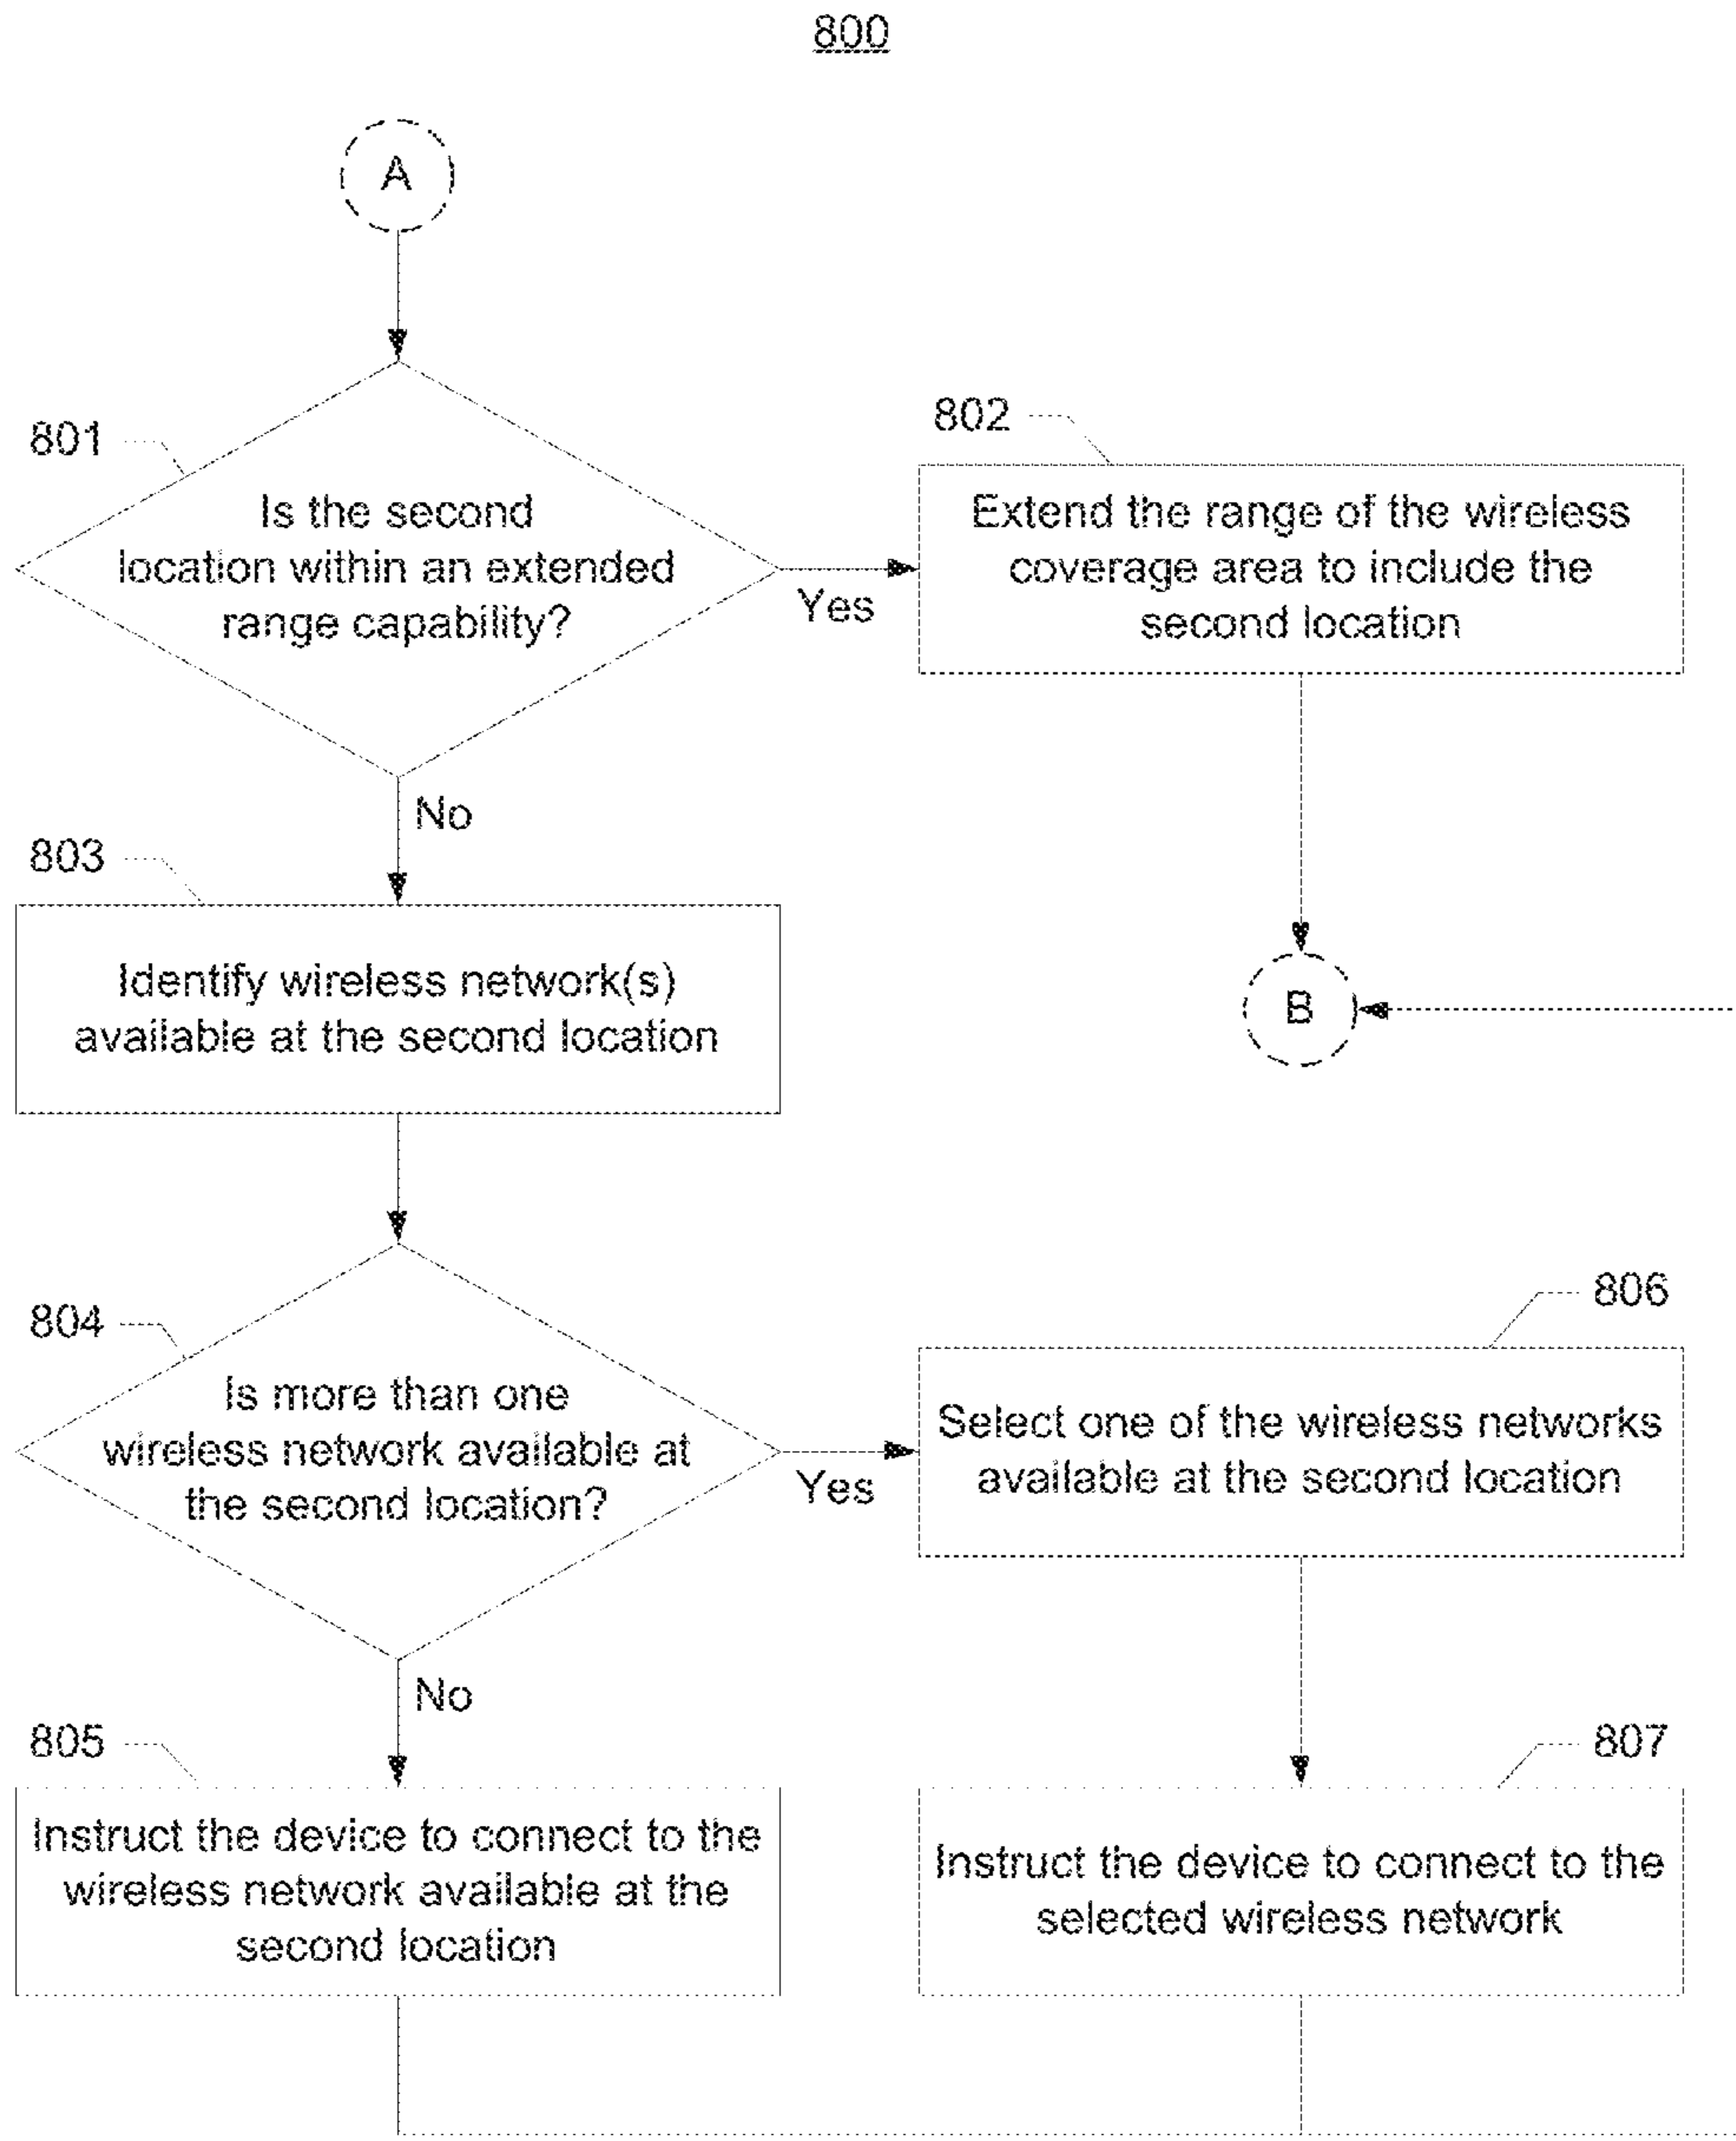 800
A
801
Is the second
location within an extended
range capability?
Yes
802
Extend the range of the wireless
coverage area to include the
second location
No
803
Identify wireless network(s)
available at the second location
B
804
Is more than one
wireless network available at
the second location?
Yes
806
Select one of the wireless networks
available at the second location
No
805
Instruct the device to connect to the
wireless network available at the
second location
807
Instruct the device to connect to the
selected wireless network